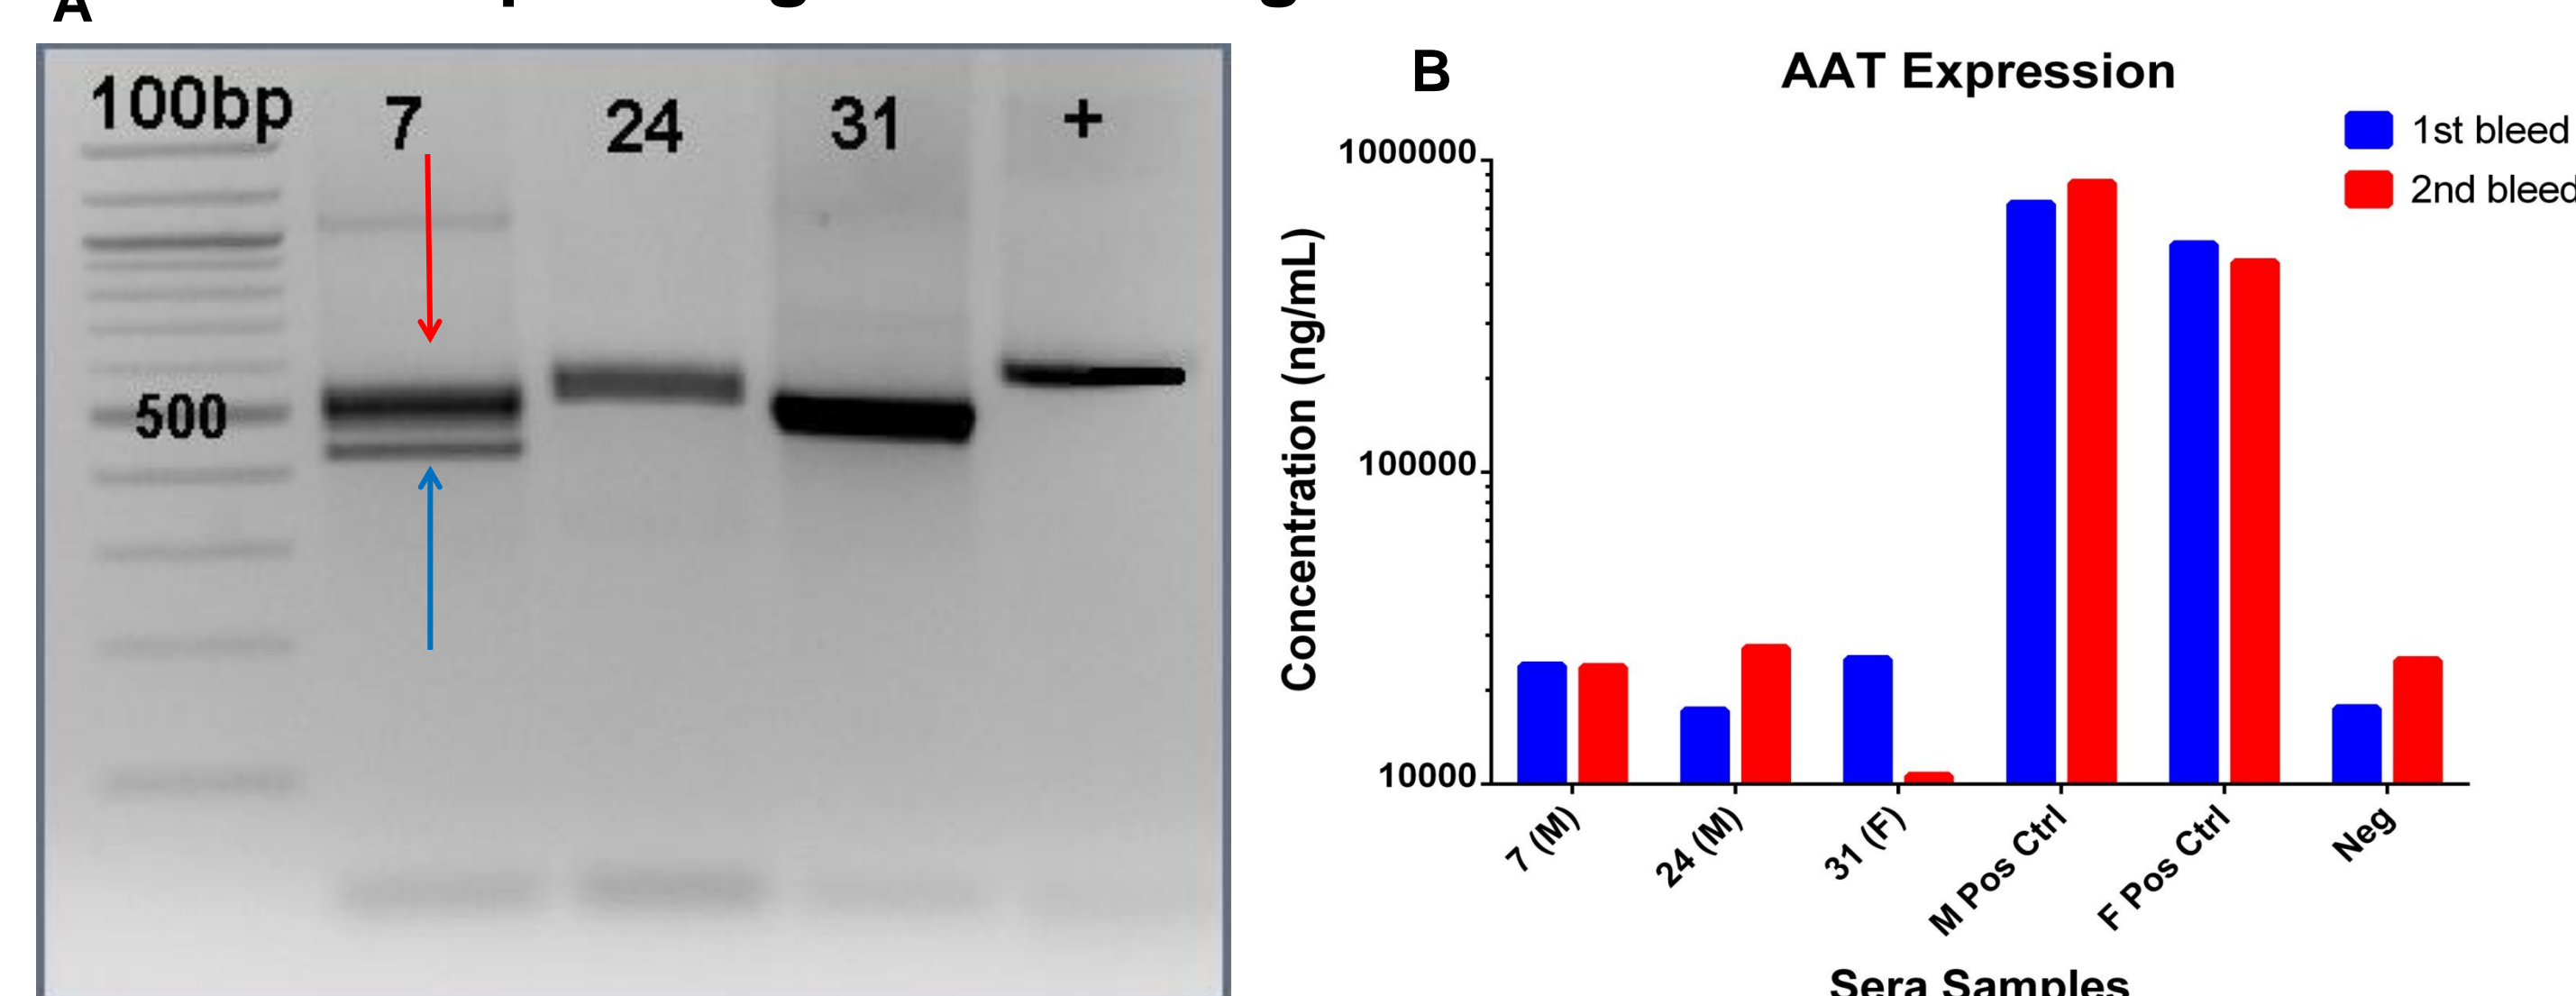 A
100bp 7 24 31 +
500
B
AAT Expression
1st bleed
2nd bleed
Concentration (ng/mL)
1000000
100000
10000
7 (M)
24 (M)
31 (F)
M Pos Ctrl
F Pos Ctrl
Neg
Sera Samples